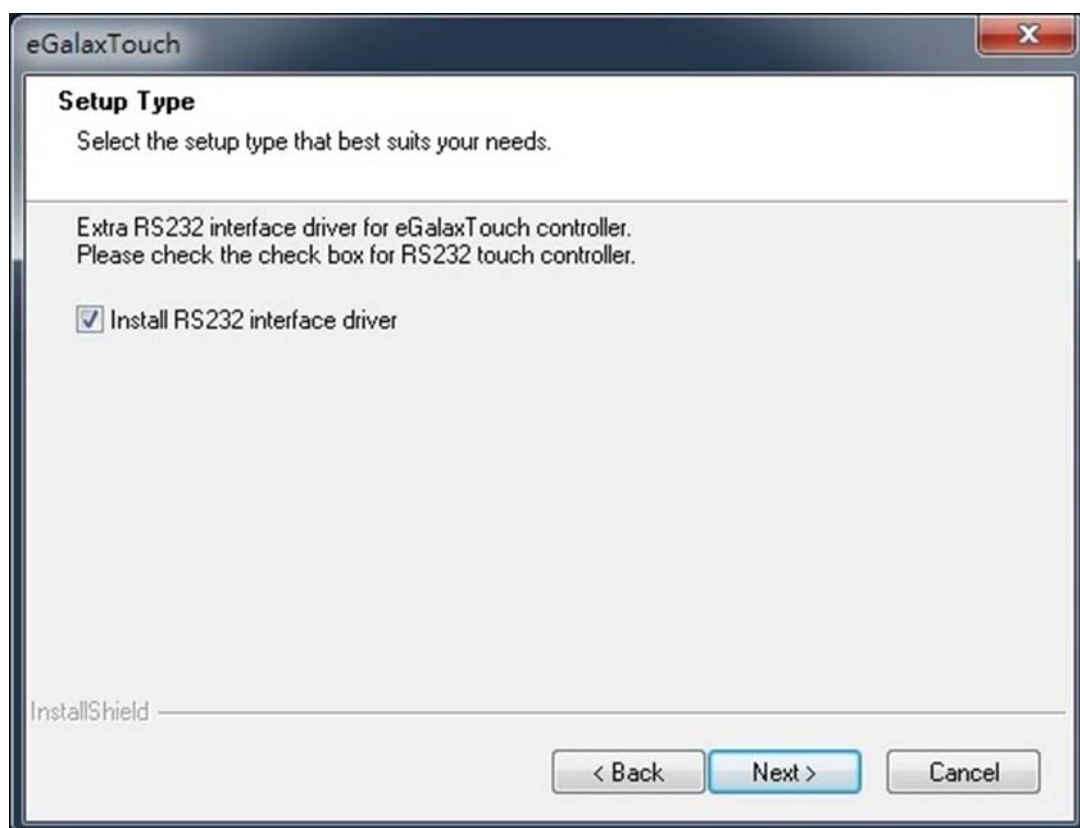 eGalaxTouch
Setup Type
Select the setup type that best suits your needs.
Extra RS232 interface driver for eGalaxTouch controller.
Please check the check box for RS232 touch controller.
Install RS232 interface driver
InstallShield
< Back
Next >
Cancel